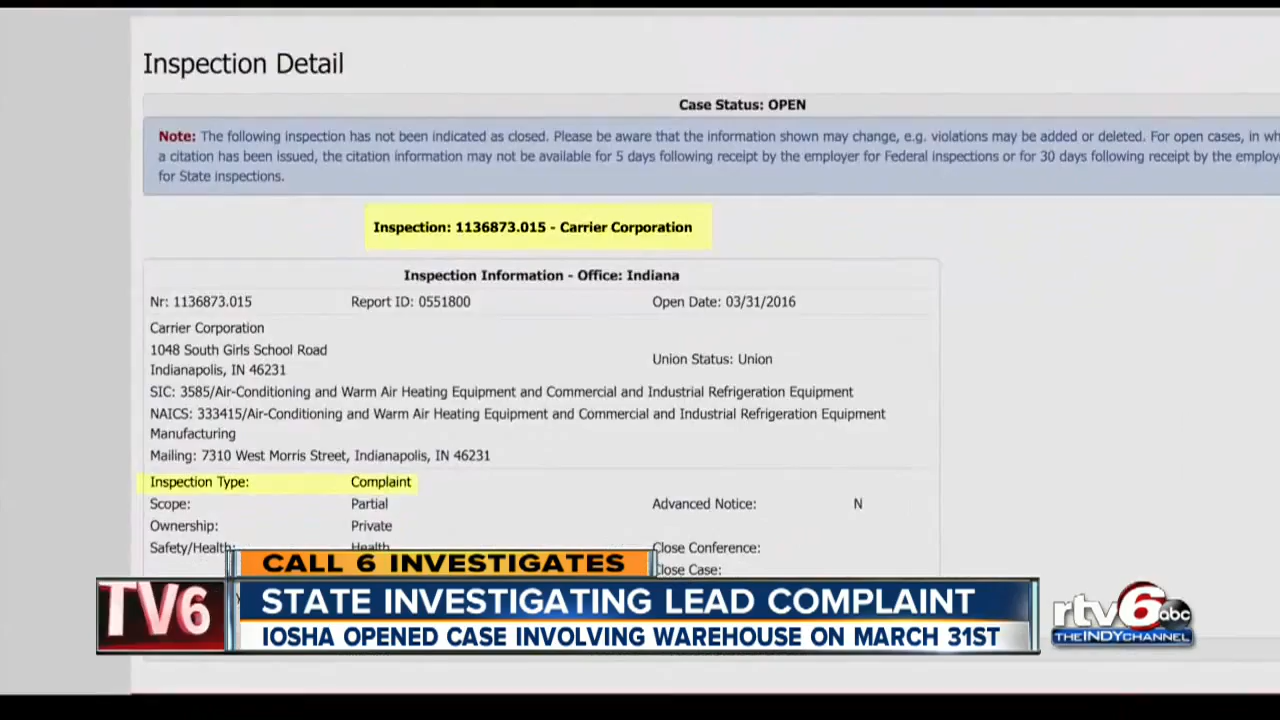 Inspection Detail
Case Status: OPEN
Note: The following inspection has not been indicated as closed. Please be aware that the information shown may change, e.g. violations may be added or deleted. For open cases, in wh
a citation has been issued, the citation information may not be available for 5 days following receipt by the employer for Federal inspections or for 30 days following receipt by the employ
for State inspections.
Inspection: 1136873.015 - Carrier Corporation
Inspection Information - Office: Indiana
Nr: 1136873.015 Report ID: 0551800 Open Date: 03/31/2016
Carrier Corporation
1048 South Girls School Road
Indianapolis, IN 46231
Union Status: Union
SIC: 3585/Air-Conditioning and Warm Air Heating Equipment and Commercial and Industrial Refrigeration Equipment
NAICS: 333415/Air-Conditioning and Warm Air Heating Equipment and Commercial and Industrial Refrigeration Equipment
Manufacturing
Mailing: 7310 West Morris Street, Indianapolis, IN 46231
Inspection Type: Complaint
Scope: Partial Advanced Notice: N
Ownership: Private
Safety/Health: Health Close Conference:
Close Case:
CALL 6 INVESTIGATES
TV6
STATE INVESTIGATING LEAD COMPLAINT
IOSHA OPENED CASE INVOLVING WAREHOUSE ON MARCH 31ST
rtv6 abc
THEINDYCHANNEL